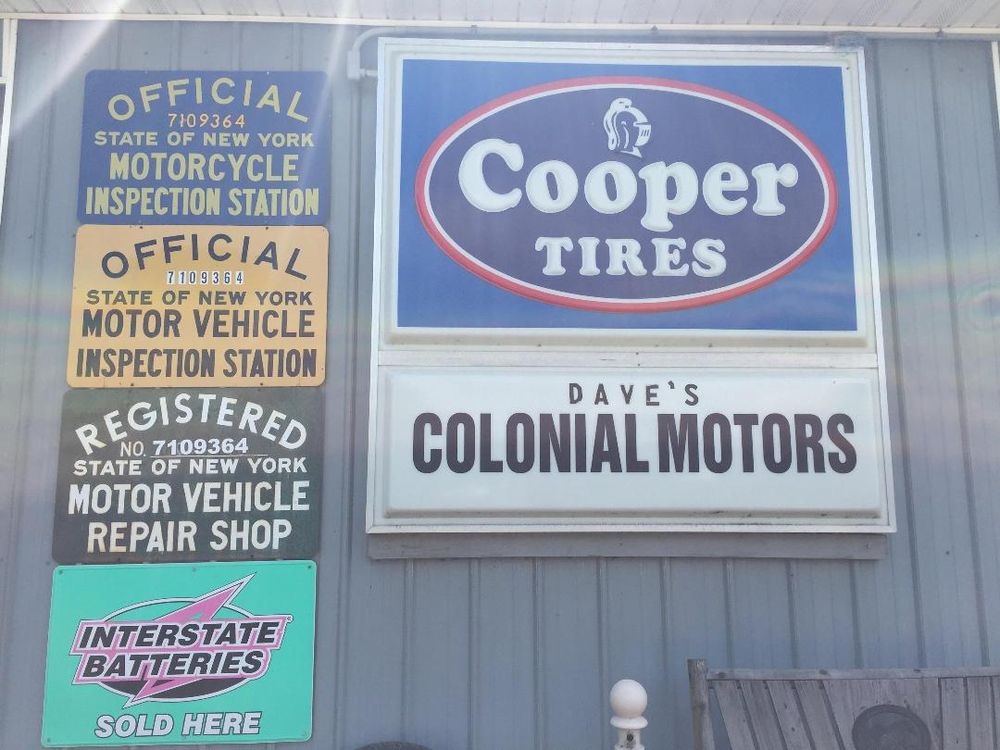 OFFICIAL
7109364
STATE OF NEW YORK
MOTORCYCLE
INSPECTION STATION
OFFICIAL
7109364
STATE OF NEW YORK
MOTOR VEHICLE
INSPECTION STATION
REGISTERED
NO. 7109364
STATE OF NEW YORK
MOTOR VEHICLE
REPAIR SHOP
INTERSTATE
BATTERIES
SOLD HERE
Cooper
TIRES
DAVE'S
COLONIAL MOTORS